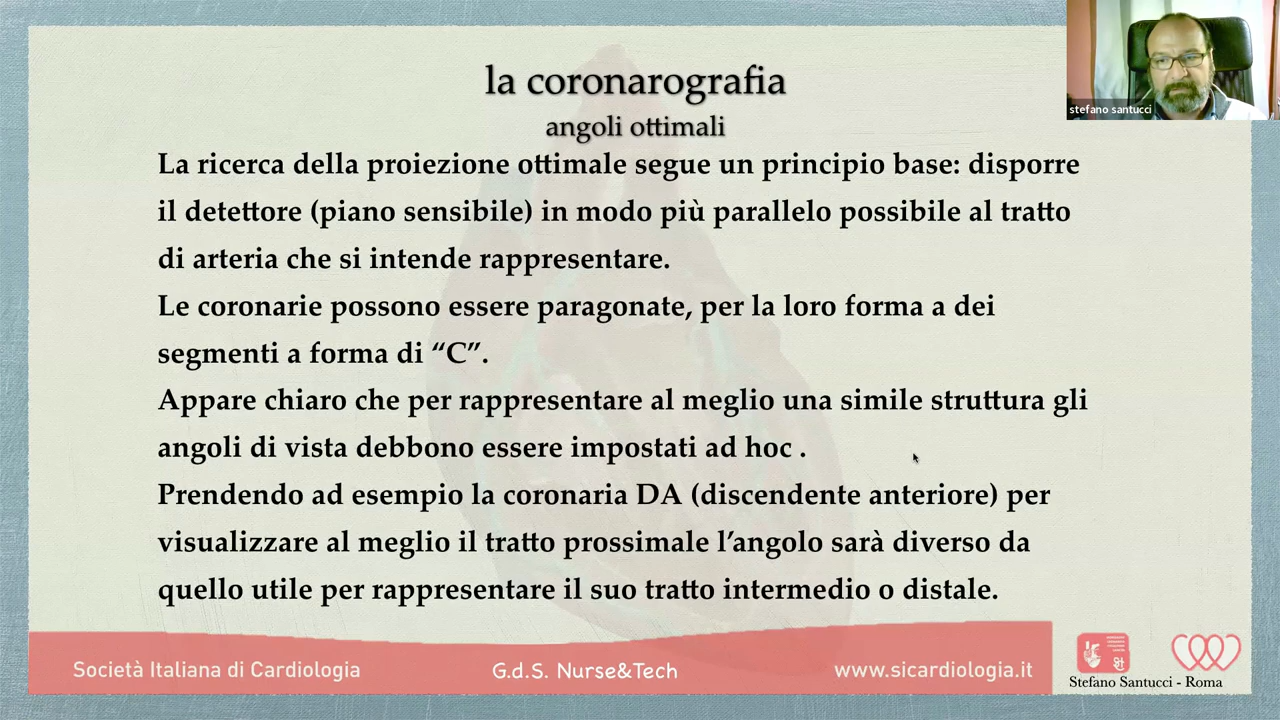 la coronarografia
angoli ottimali
stefano santucci
La ricerca della proiezione ottimale segue un principio base: disporre
il detettore (piano sensibile) in modo più parallelo possibile al tratto
di arteria che si intende rappresentare.
Le coronarie possono essere paragonate, per la loro forma a dei
segmenti a forma di “C”.
Appare chiaro che per rappresentare al meglio una simile struttura gli
angoli di vista debbono essere impostati ad hoc .
Prendendo ad esempio la coronaria DA (discendente anteriore) per
visualizzare al meglio il tratto prossimale l’angolo sarà diverso da
quello utile per rappresentare il suo tratto intermedio o distale.
Società Italiana di Cardiologia
G.d.S. Nurse&Tech
www.sicardiologia.it
Stefano Santucci - Roma